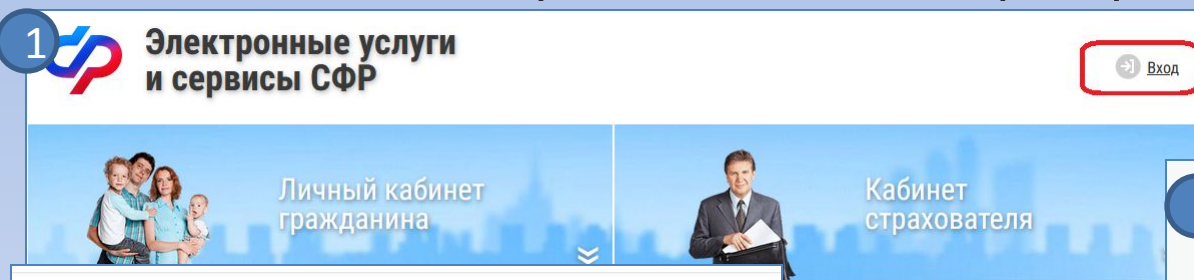 1
Электронные услуги
и сервисы СФР
Вход
Личный кабинет
гражданина
Кабинет
страхователя